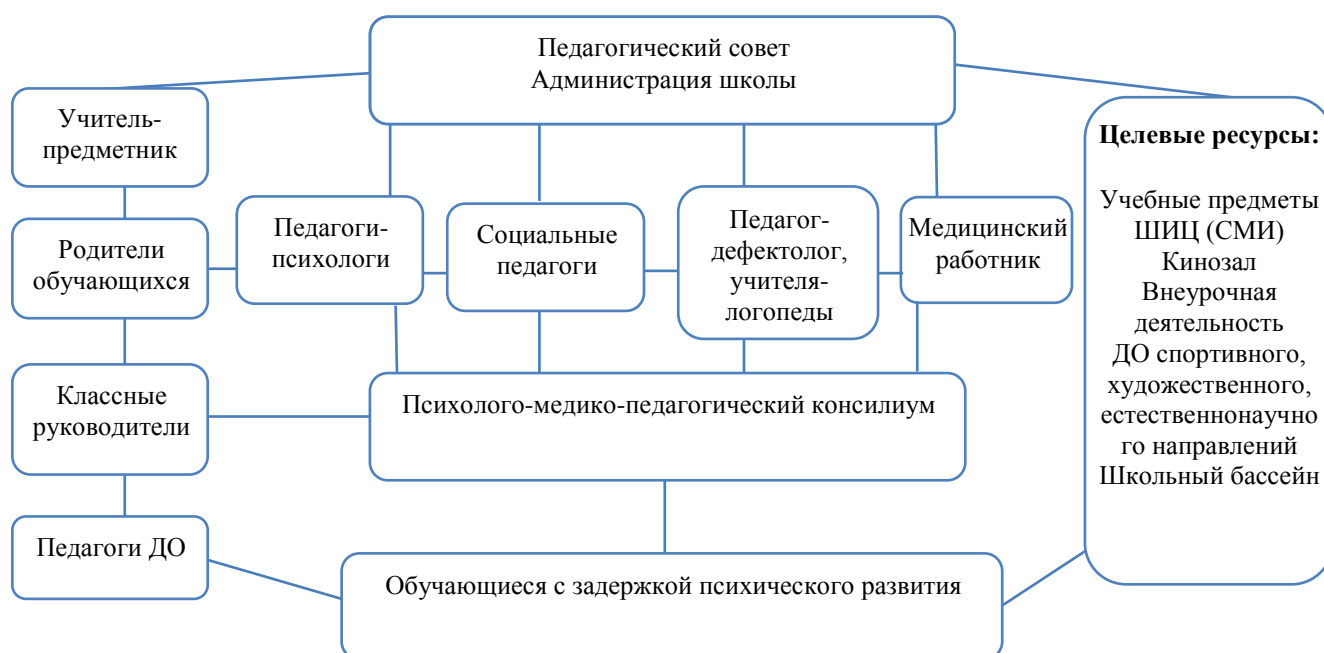 Педагогический совет
Администрация школы
Учитель-
предметник
Целевые ресурсы:
Учебные предметы
ШИЦ (СМИ)
Кинозал
Внеурочная
деятельность
ДО спортивного,
художественного,
естественнонаучно
го направлений
Школьный бассейн
Родители
обучающихся
Педагоги-
психологи
Социальные
педагоги
Педагог-
дефектолог,
учителя-
логопеды
Медицинский
работник
Классные
руководители
Психолого-медико-педагогический консилиум
Педагоги ДО
Обучающиеся с задержкой психического развития